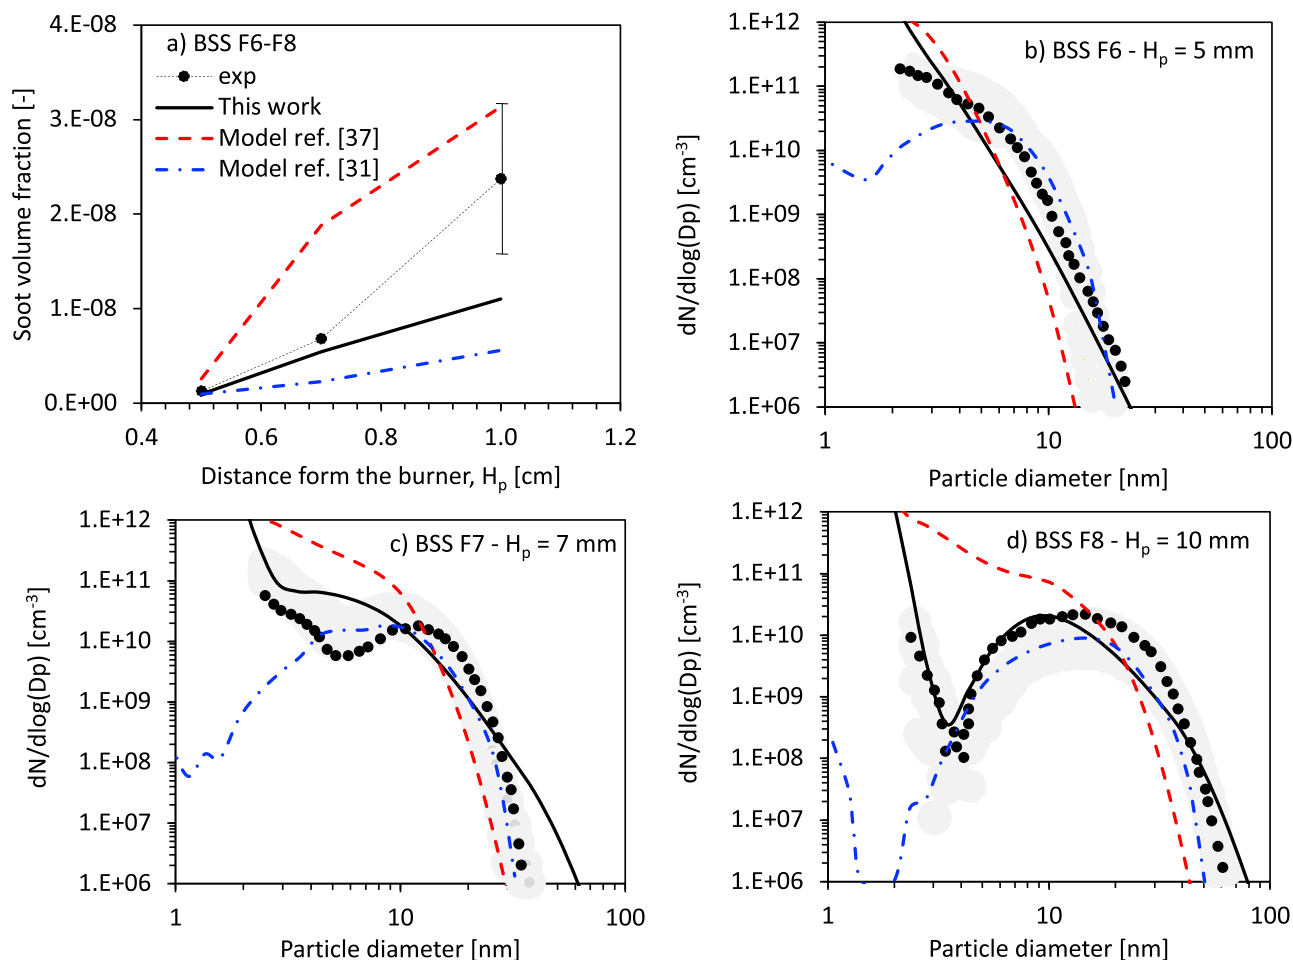 4.E-08
3.E-08
2.E-08
1.E-08
0.E+00
Soot volume fraction [-]
a) BSS F6-F8
exp
This work
Model ref. [37]
Model ref. [31]
0.4 0.6 0.8 1.0 1.2
Distance form the burner, Hp [cm]
1.E+12
1.E+11
1.E+10
1.E+09
1.E+08
1.E+07
1.E+06
dN/dlog(Dp) [cm-3]
b) BSS F6 - Hp = 5 mm
1 10 100
Particle diameter [nm]
1.E+12
1.E+11
1.E+10
1.E+09
1.E+08
1.E+07
1.E+06
dN/dlog(Dp) [cm-3]
c) BSS F7 - Hp = 7 mm
1 10 100
Particle diameter [nm]
1.E+12
1.E+11
1.E+10
1.E+09
1.E+08
1.E+07
1.E+06
dN/dlog(Dp) [cm-3]
d) BSS F8 - Hp = 10 mm
1 10 100
Particle diameter [nm]